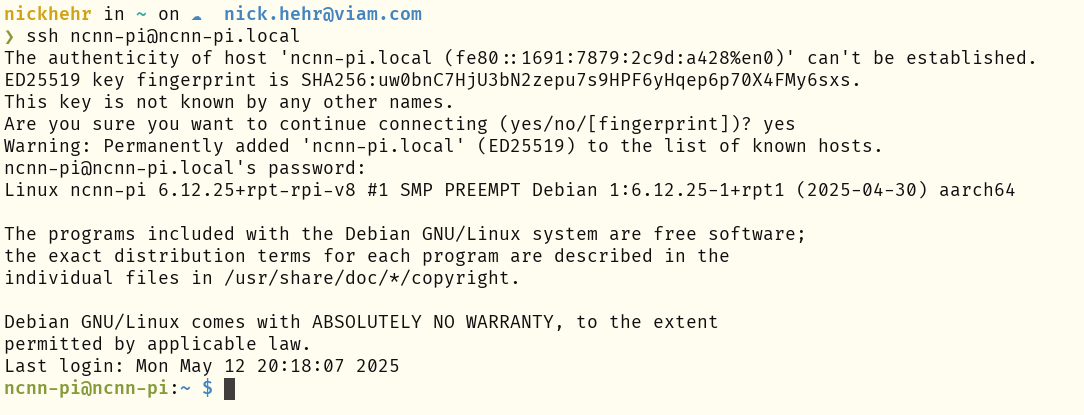 nickhehr in ~ on ☁ nick.hehr@viam.com
❯ ssh ncnn-pi@ncnn-pi.local
The authenticity of host 'ncnn-pi.local (fe80::1691:7879:2c9d:a428%en0)' can't be established.
ED25519 key fingerprint is SHA256:uw0bnC7HjU3bN2zepu7s9HPF6yHqep6p70X4FMy6sxs.
This key is not known by any other names.
Are you sure you want to continue connecting (yes/no/[fingerprint])? yes
Warning: Permanently added 'ncnn-pi.local' (ED25519) to the list of known hosts.
ncnn-pi@ncnn-pi.local's password:
Linux ncnn-pi 6.12.25+rpt-rpi-v8 #1 SMP PREEMPT Debian 1:6.12.25-1+rpt1 (2025-04-30) aarch64
The programs included with the Debian GNU/Linux system are free software;
the exact distribution terms for each program are described in the
individual files in /usr/share/doc/*/copyright.
Debian GNU/Linux comes with ABSOLUTELY NO WARRANTY, to the extent
permitted by applicable law.
Last login: Mon May 12 20:18:07 2025
ncnn-pi@ncnn-pi:~ $